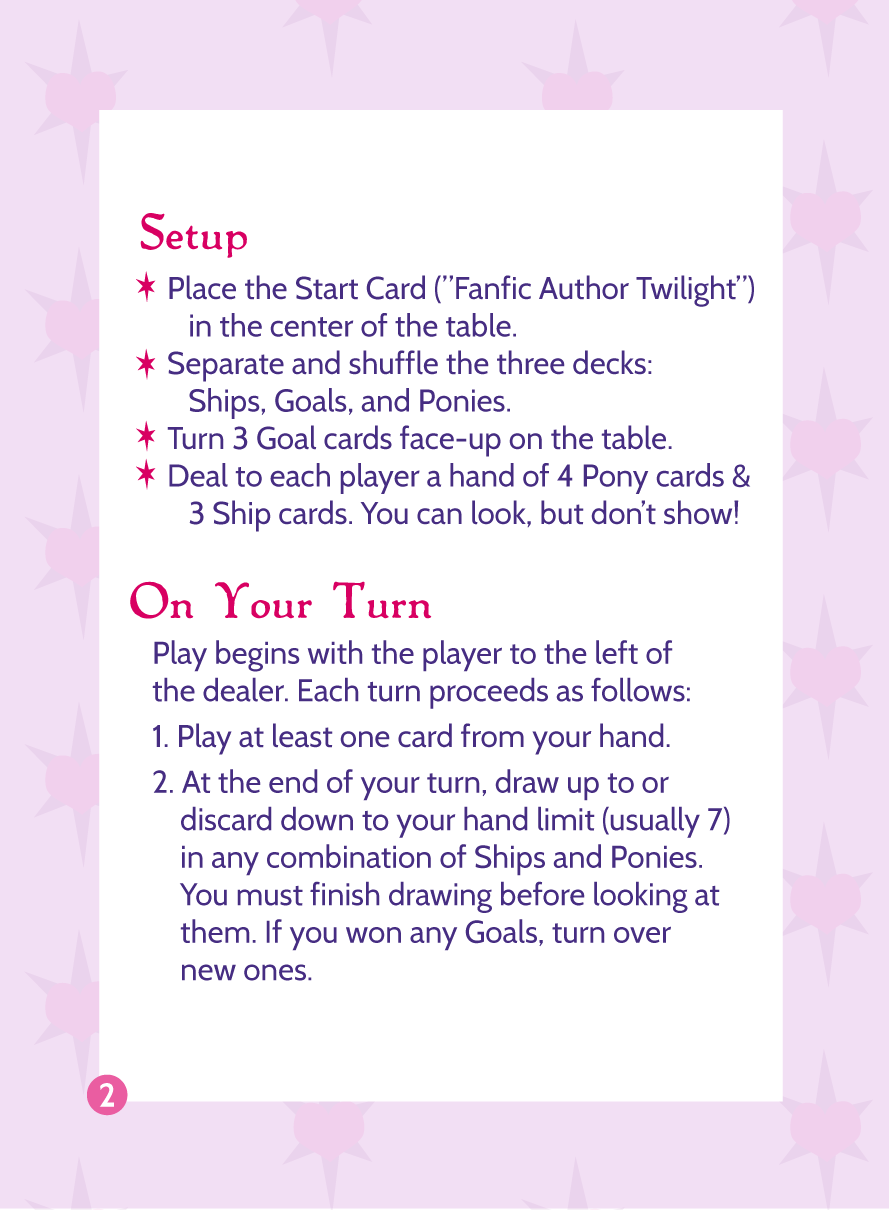 Setup
✶ Place the Start Card (”Fanfic Author Twilight”)
in the center of the table.
✶ Separate and shuffle the three decks:
Ships, Goals, and Ponies.
✶ Turn 3 Goal cards face-up on the table.
✶ Deal to each player a hand of 4 Pony cards &
3 Ship cards. You can look, but don’t show!
On Your Turn
Play begins with the player to the left of
the dealer. Each turn proceeds as follows:
1. Play at least one card from your hand.
2. At the end of your turn, draw up to or
discard down to your hand limit (usually 7)
in any combination of Ships and Ponies.
You must finish drawing before looking at
them. If you won any Goals, turn over
new ones.
2